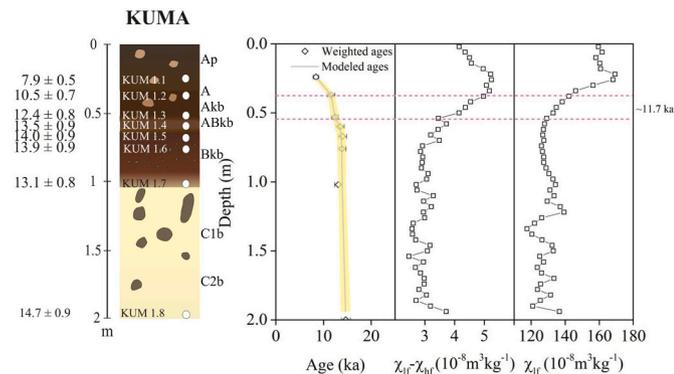 KUMA
0
0.5
1
1.5
2
m
7.9 ± 0.5
10.5 ± 0.7
12.4 ± 0.8
13.5 ± 0.9
14.0 ± 0.9
13.9 ± 0.9
13.1 ± 0.8
14.7 ± 0.9
KUM 1.1
KUM 1.2
KUM 1.3
KUM 1.4
KUM 1.5
KUM 1.6
KUM 1.7
KUM 1.8
Ap
A
Akb
ABkb
Bkb
C1b
C2b
Depth (m)
0.0
0.5
1.0
1.5
2.0
Weighted ages
Modeled ages
~11.7 ka
0 10 20
3 4 5
120 140 160 180
Age (ka)
χlf-χhf (10⁻⁸m³kg⁻¹)
χlf (10⁻⁸m³kg⁻¹)